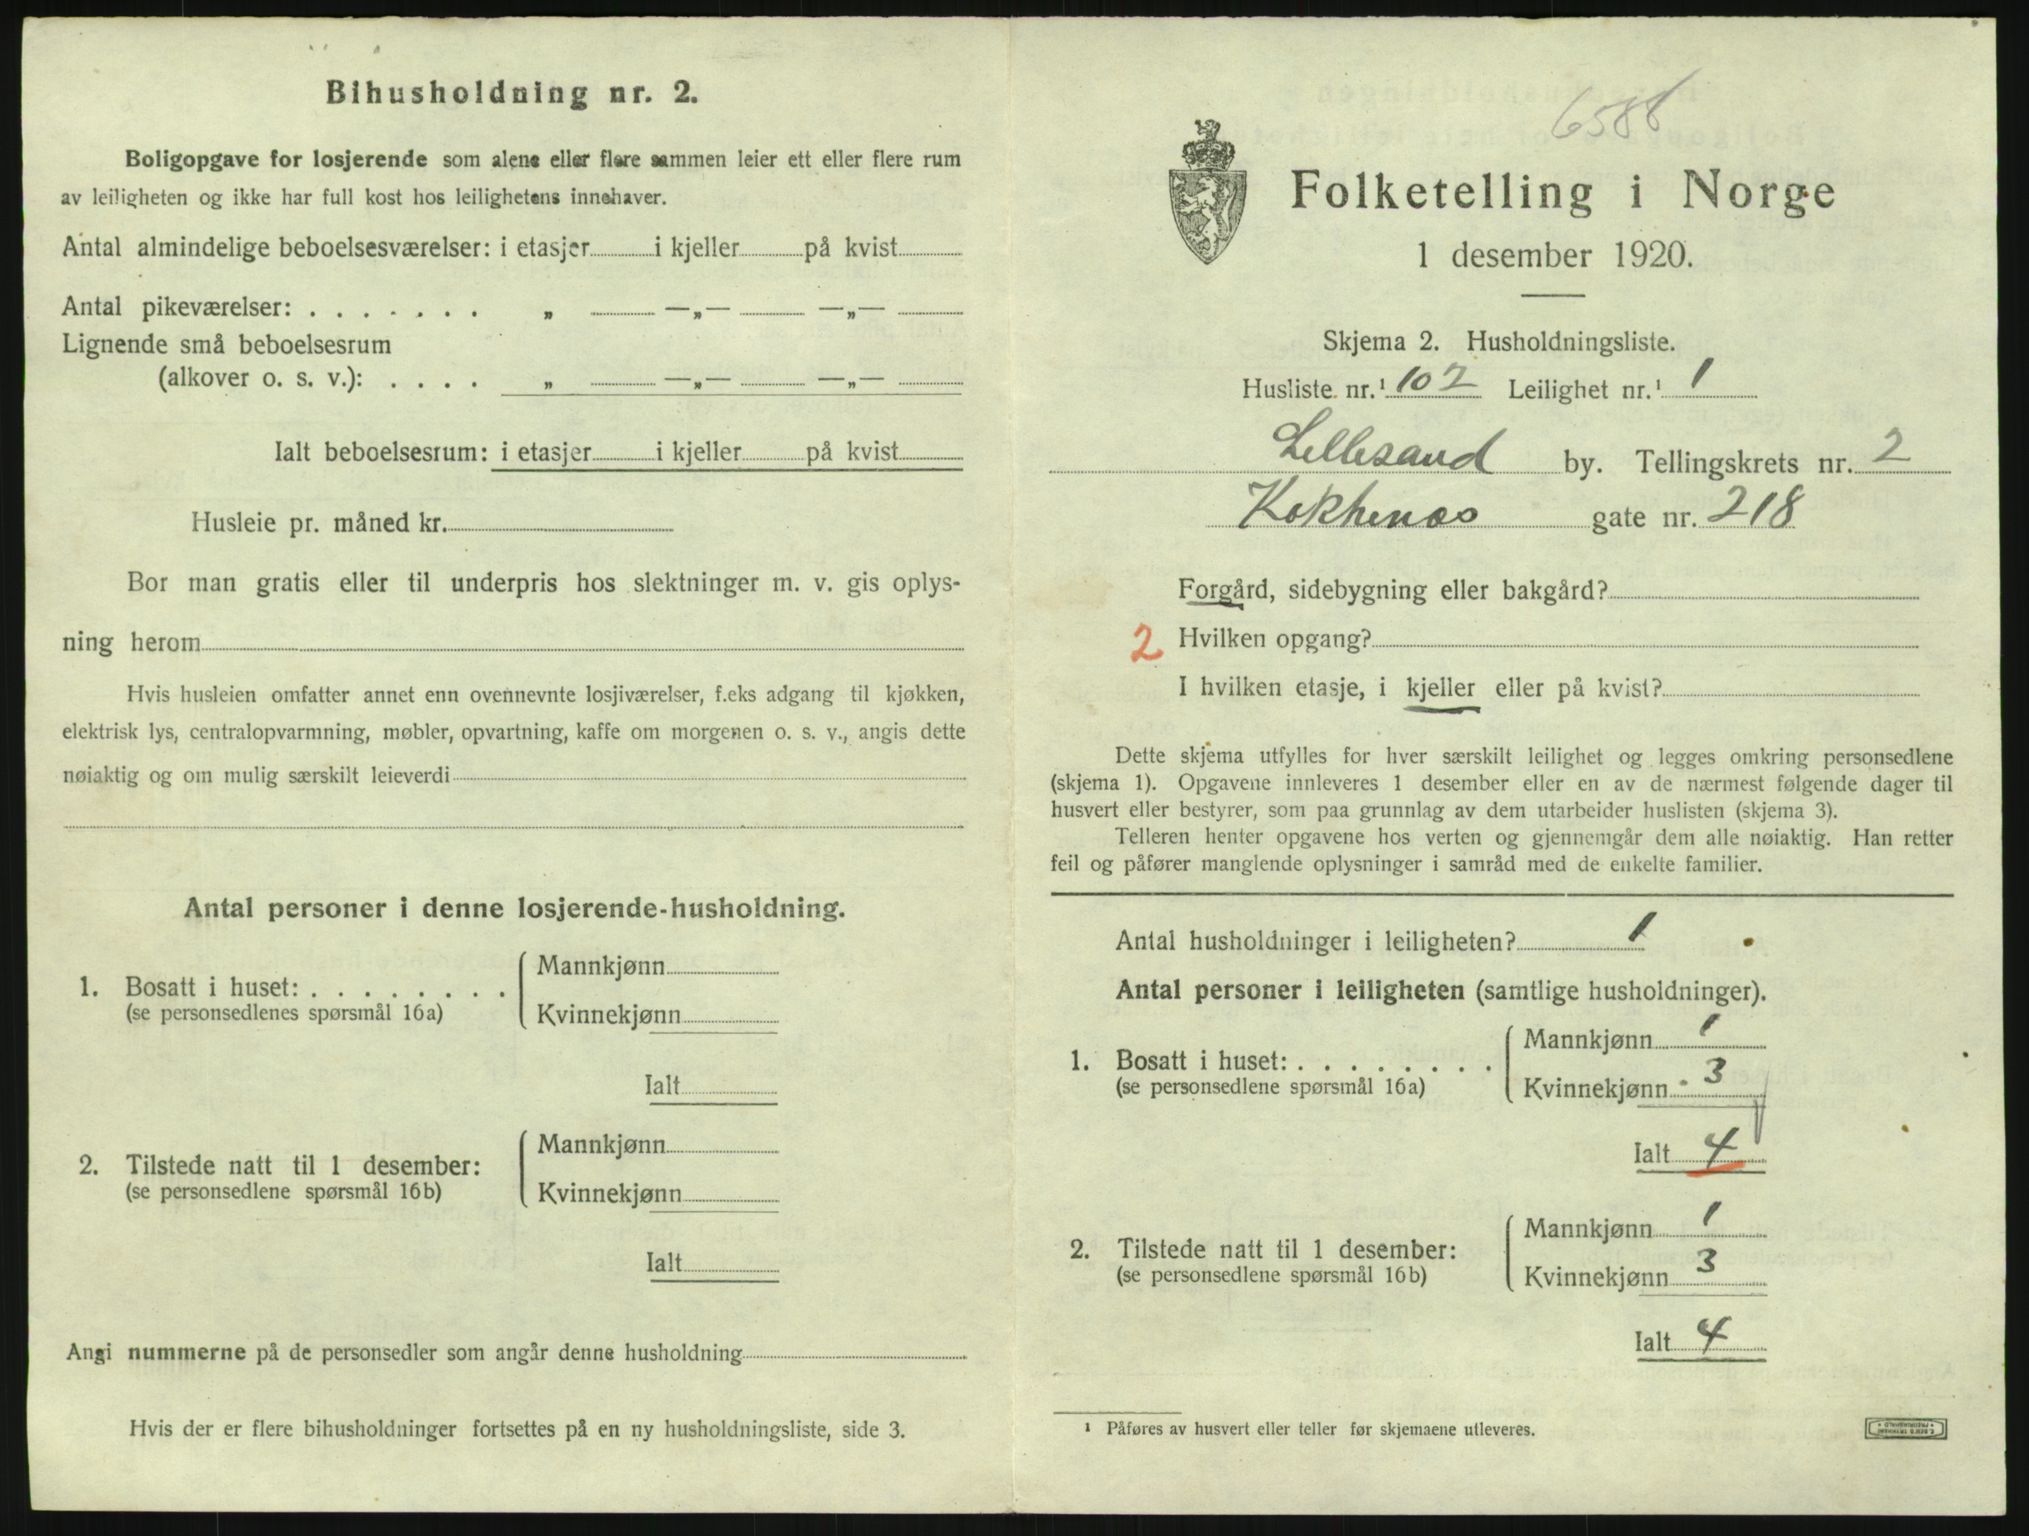 Bihusholdning nr. 2.
Boligopgave for losjerende som alene eller flere sammen leier ett eller flere rum
av leiligheten og ikke har full kost hos leilighetens innehaver.
Antal almindelige beboelsesværelser: i etasjer i kjeller på kvist
Antal pikeværelser: . . . . . . . „ —„— —„—
Lignende små beboelsesrum
(alkover o. s. v.): . . . . „ —„— —„—
Ialt beboelsesrum: i etasjer i kjeller på kvist
Husleie pr. måned kr.
Bor man gratis eller til underpris hos slektninger m. v. gis oplys-
ning herom
Hvis husleien omfatter annet enn ovennevnte losjiværelser, f.eks adgang til kjøkken,
elektrisk lys, centralopvarmning, møbler, opvartning, kaffe om morgenen o. s. v., angis dette
nøiaktig og om mulig særskilt leieverdi
Antal personer i denne losjerende-husholdning.
1. Bosatt i huset: . . . . . . . .
(se personsedlenes spørsmål 16a)
Mannkjønn
Kvinnekjønn
Ialt
2. Tilstede natt til 1 desember:
(se personsedlene spørsmål 16b)
Mannkjønn
Kvinnekjønn
Ialt
Angi nummerne på de personsedler som angår denne husholdning
Hvis der er flere bihusholdninger fortsettes på en ny husholdningsliste, side 3.
6588
Folketelling i Norge
1 desember 1920.
Skjema 2. Husholdningsliste.
Husliste nr.¹ 102 Leilighet nr.¹ 1
Lillesand by. Tellingskrets nr. 2
Kokkenes gate nr. 218
Forgård, sidebygning eller bakgård?
2 Hvilken opgang?
I hvilken etasje, i kjeller eller på kvist?
Dette skjema utfylles for hver særskilt leilighet og legges omkring personsedlene
(skjema 1). Opgavene innleveres 1 desember eller en av de nærmest følgende dager til
husvert eller bestyrer, som paa grunnlag av dem utarbeider huslisten (skjema 3).
Telleren henter opgavene hos verten og gjennemgår dem alle nøiaktig. Han retter
feil og påfører manglende oplysninger i samråd med de enkelte familier.
Antal husholdninger i leiligheten? 1
Antal personer i leiligheten (samtlige husholdninger).
1. Bosatt i huset: . . . . . . . .
(se personsedlene spørsmål 16a)
Mannkjønn 1
Kvinnekjønn 3
Ialt 4
2. Tilstede natt til 1 desember:
(se personsedlene spørsmål 16b)
Mannkjønn 1
Kvinnekjønn 3
Ialt 4
¹ Påføres av husvert eller teller før skjemaene utleveres.